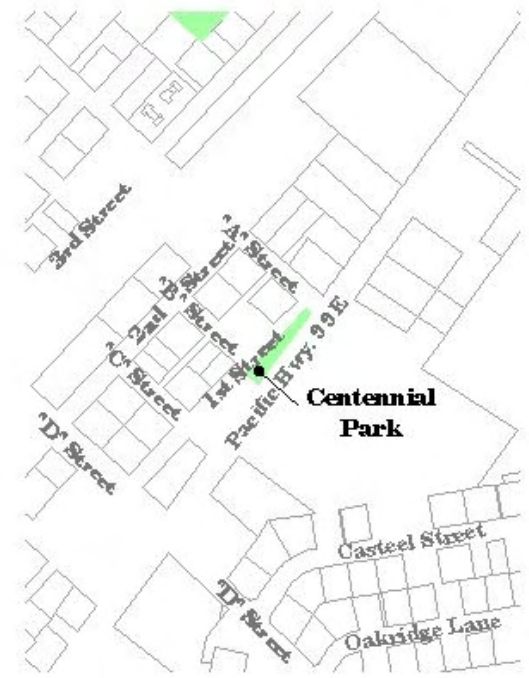 3rd Street
"A" Street
2nd Street
"B" Street
"C" Street
1st Street
Pacific Hwy. 99E
Centennial
Park
"D" Street
Casteel Street
"D" Street
Oakridge Lane